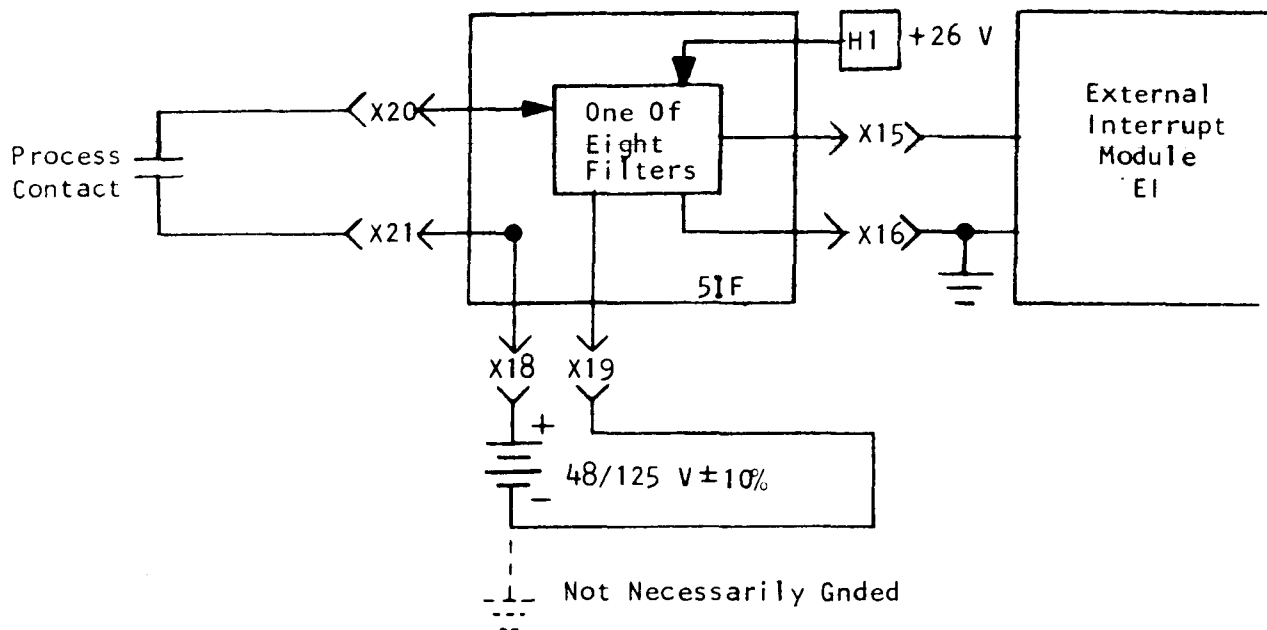 H1 +26 V
One Of
Eight
Filters
External
Interrupt
Module
EI
X20
X15
Process
Contact
X21
X16
5IF
X18 X19
+
48/125 V ± 10%
-
Not Necessarily Gnded